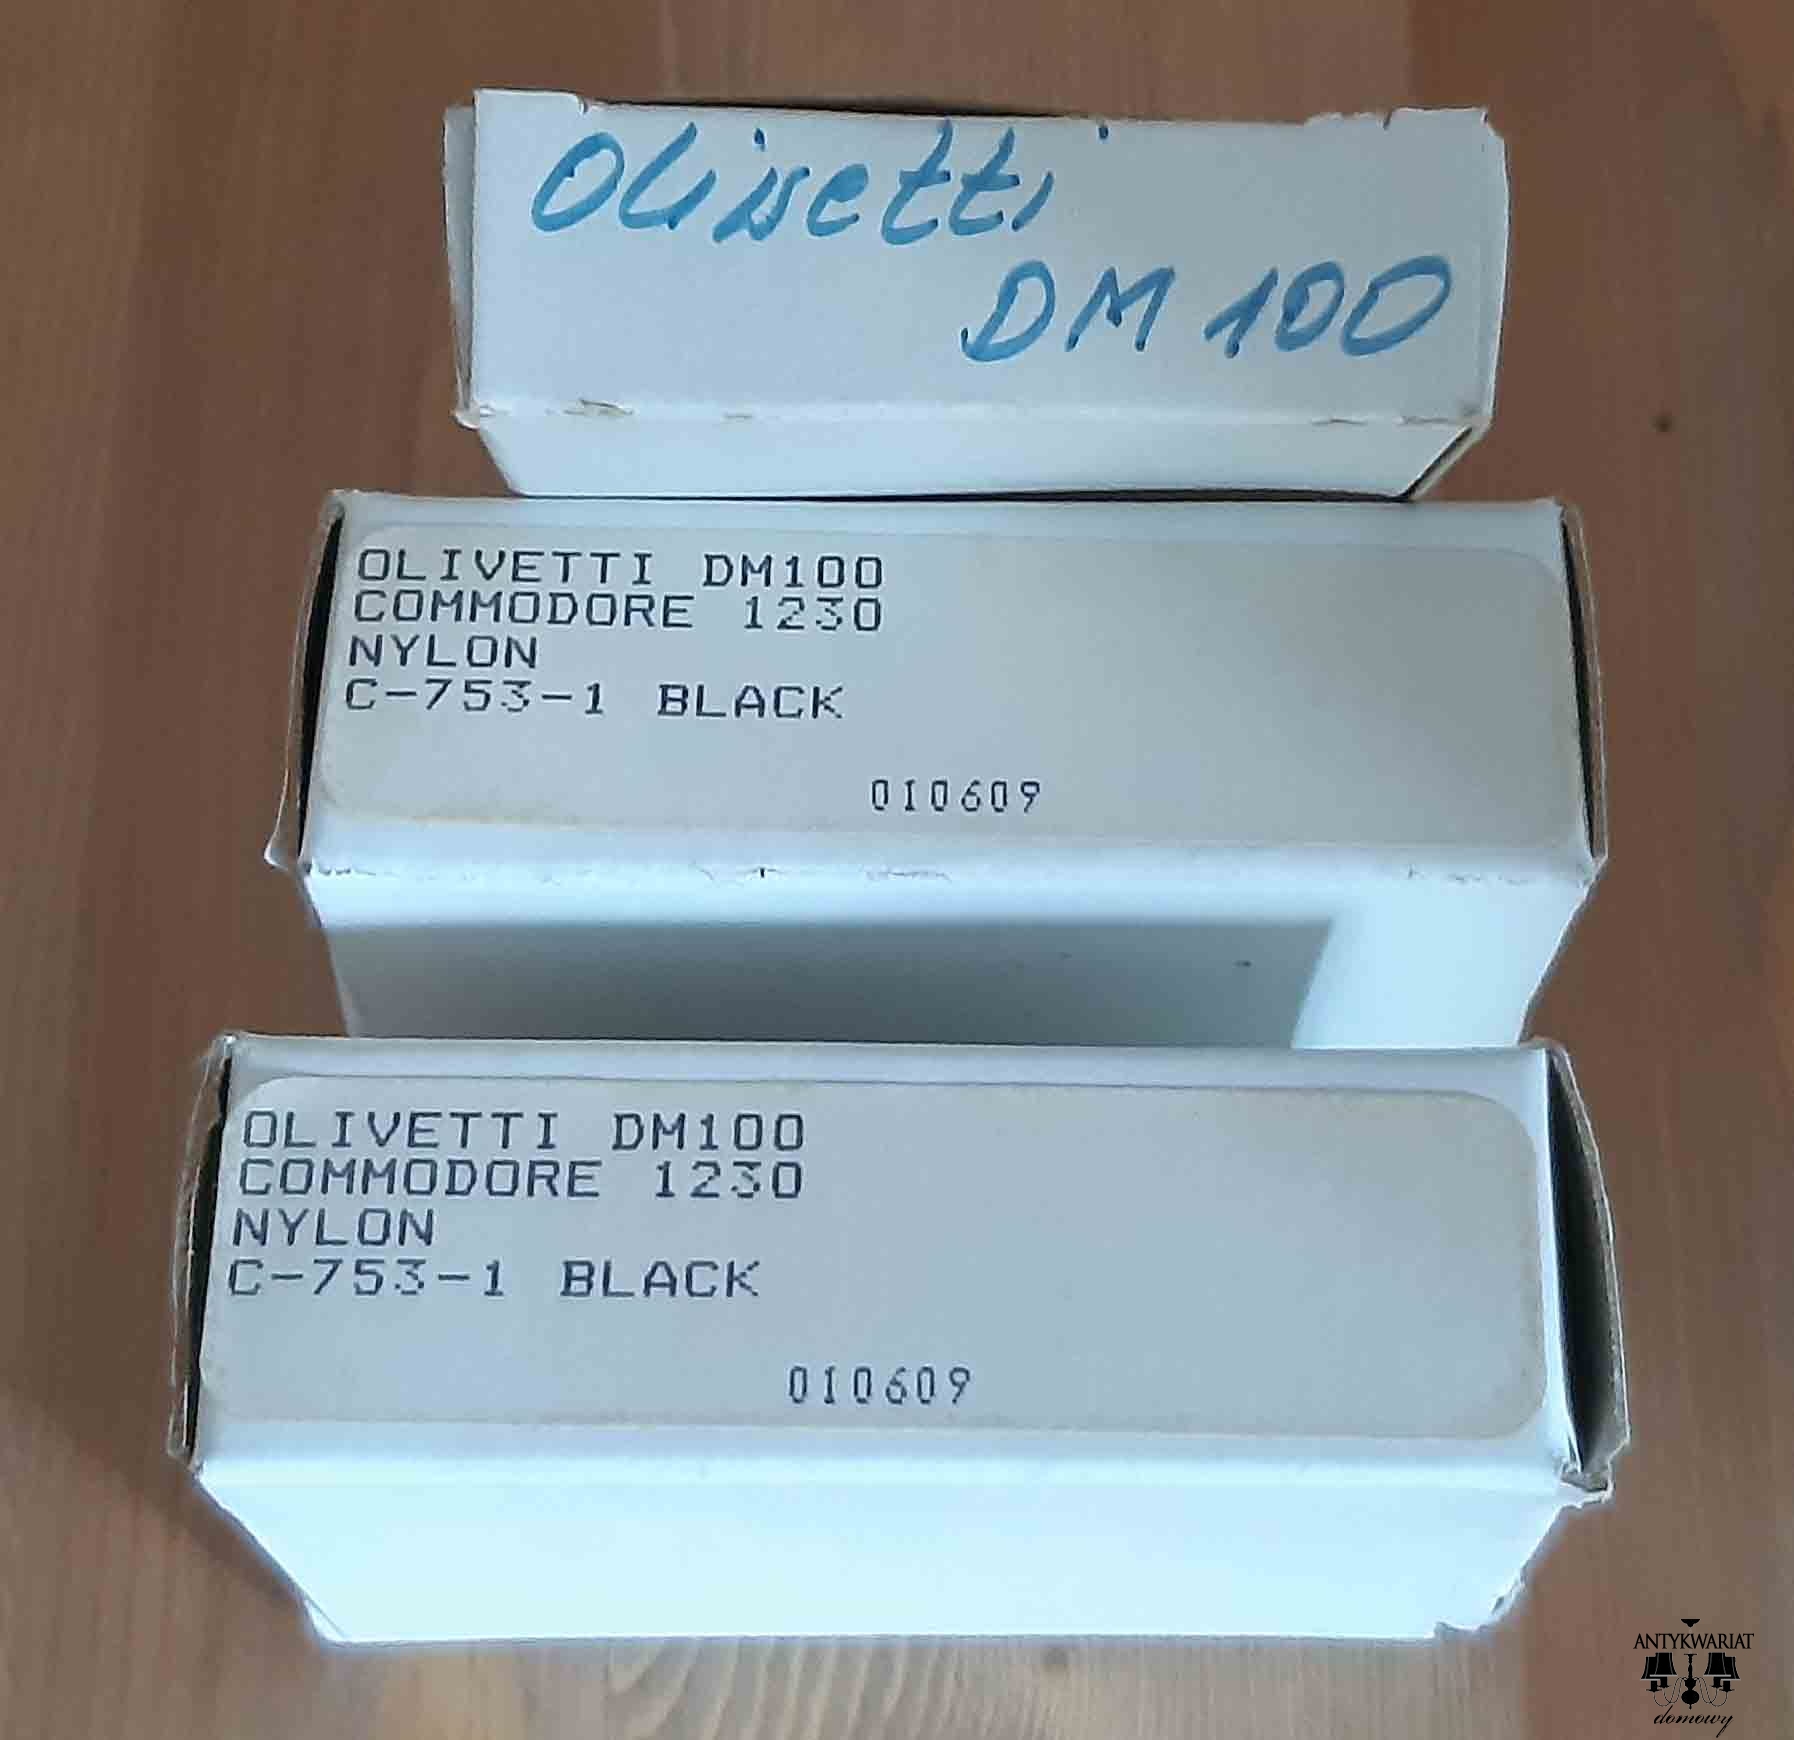 Olivetti
DM 100
OLIVETTI DM100
COMMODORE 1230
NYLON
C-753-1 BLACK
010609
OLIVETTI DM100
COMMODORE 1230
NYLON
C-753-1 BLACK
010609
ANTYKWARIAT
domowy